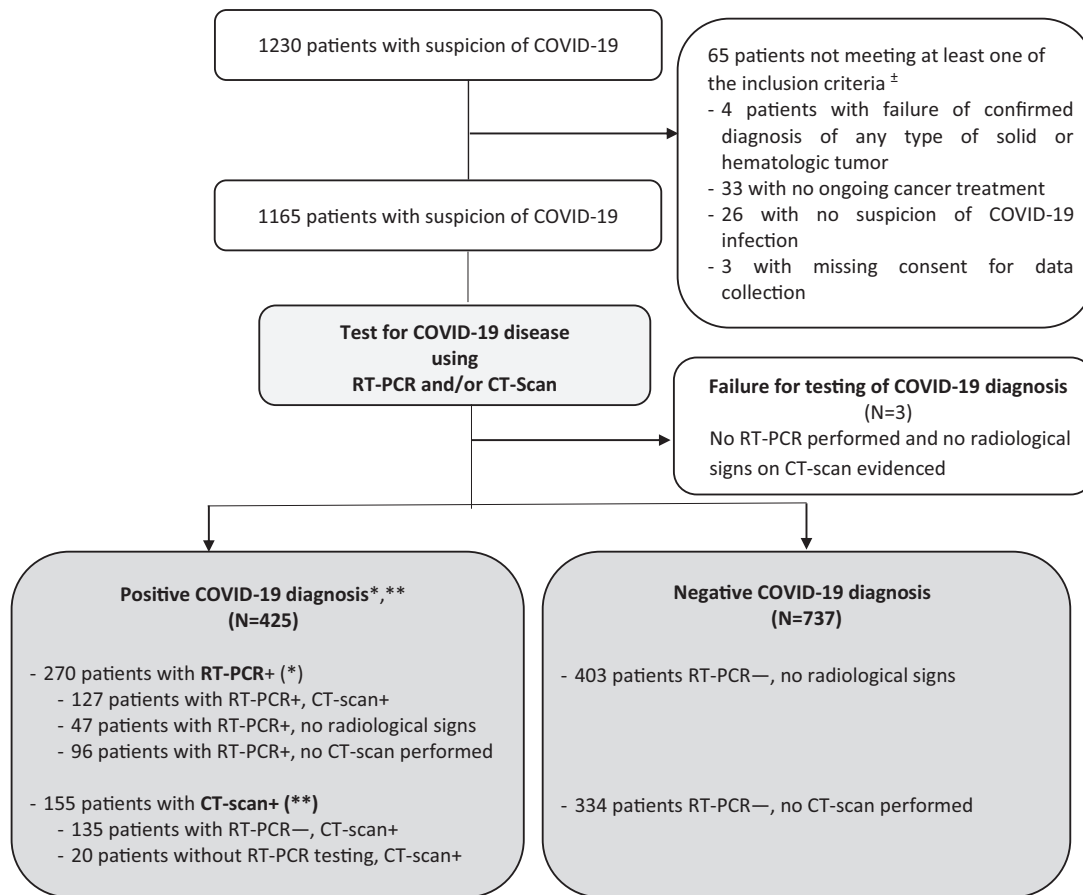 1230 patients with suspicion of COVID-19
65 patients not meeting at least one of
the inclusion criteria ±
- 4 patients with failure of confirmed
diagnosis of any type of solid or
hematologic tumor
- 33 with no ongoing cancer treatment
- 26 with no suspicion of COVID-19
infection
- 3 with missing consent for data
collection
1165 patients with suspicion of COVID-19
Test for COVID-19 disease
using
RT-PCR and/or CT-Scan
Failure for testing of COVID-19 diagnosis
(N=3)
No RT-PCR performed and no radiological
signs on CT-scan evidenced
Positive COVID-19 diagnosis*,**
(N=425)
- 270 patients with RT-PCR+ (*)
- 127 patients with RT-PCR+, CT-scan+
- 47 patients with RT-PCR+, no radiological signs
- 96 patients with RT-PCR+, no CT-scan performed
- 155 patients with CT-scan+ (**)
- 135 patients with RT-PCR—, CT-scan+
- 20 patients without RT-PCR testing, CT-scan+
Negative COVID-19 diagnosis
(N=737)
- 403 patients RT-PCR—, no radiological signs
- 334 patients RT-PCR—, no CT-scan performed